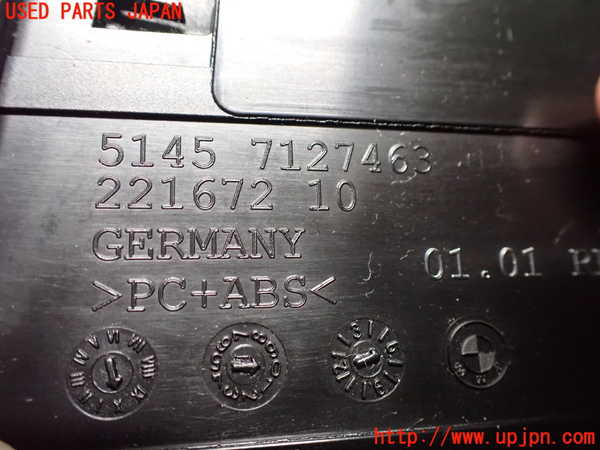 USED PARTS JAPAN
5145 7127463
221672 10
GERMANY
01.01
>PC+ABS<
http://www.upjpn.com/